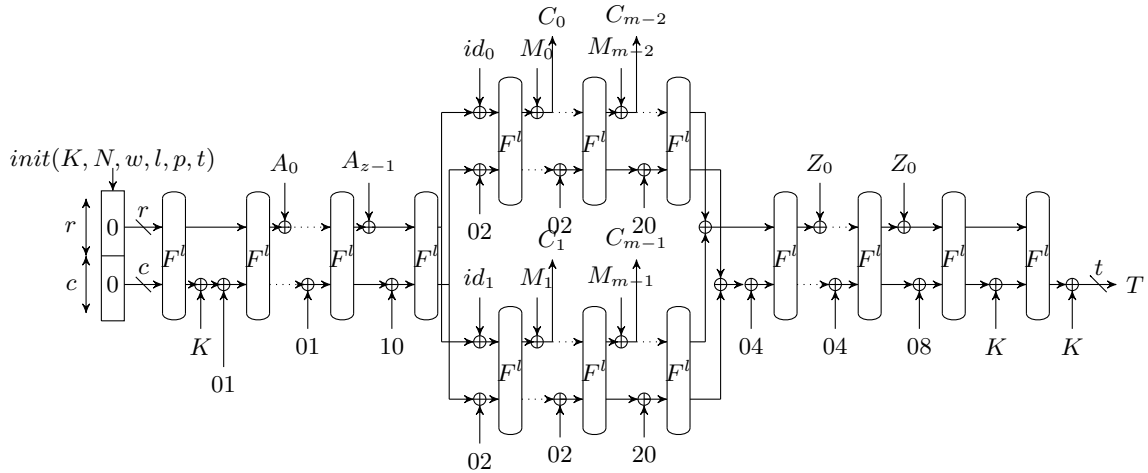 C_0 C_{m-2}
id_0 M_0 M_{m-2}
F^l F^l F^l
init(K, N, w, l, p, t) A_0 A_{z-1} Z_0 Z_0
02 02 20
r 0 r
F^l F^l F^l F^l F^l F^l F^l F^l
C_1 C_{m-1}
c 0 c
id_1 M_1 M_{m-1}
t T
K 01 01 10 04 04 08 K K
F^l F^l F^l
02 02 20